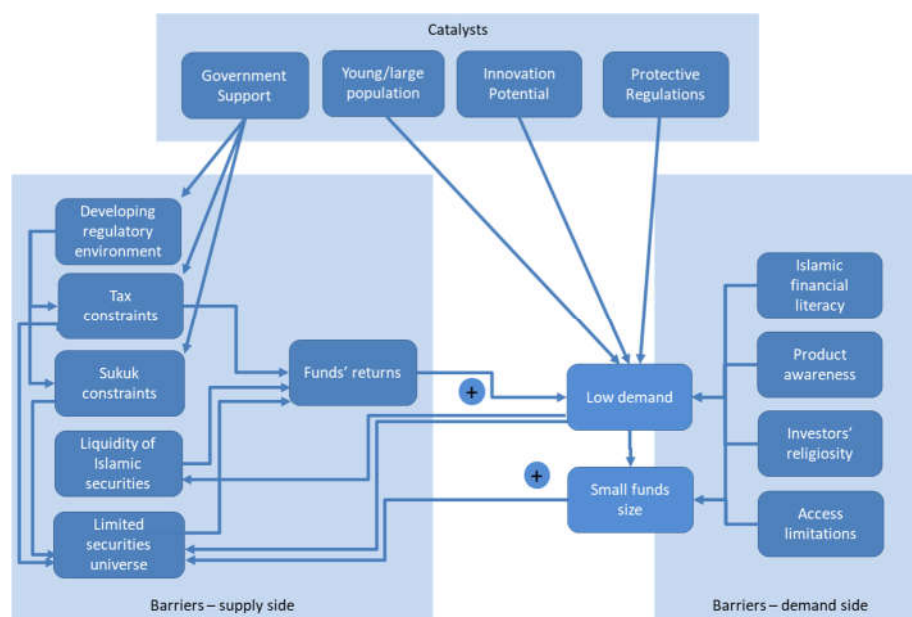 Catalysts
Government
Support
Young/large
population
Innovation
Potential
Protective
Regulations
Developing
regulatory
environment
Tax
constraints
Sukuk
constraints
Liquidity of
Islamic
securities
Limited
securities
universe
Funds' returns
+
+
Low demand
Small funds
size
Islamic
financial
literacy
Product
awareness
Investors'
religiosity
Access
limitations
Barriers – supply side
Barriers – demand side